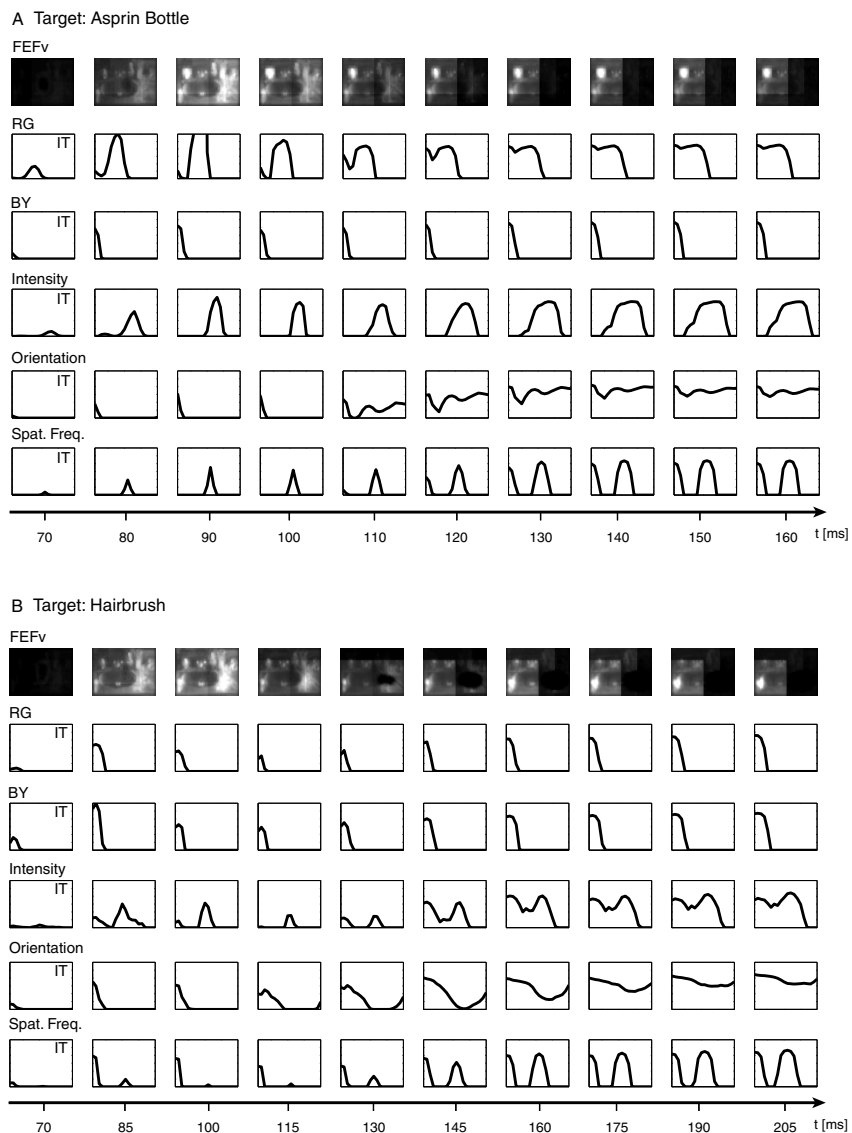 A Target: Asprin Bottle
FEFv
RG
IT
BY
IT
Intensity
IT
Orientation
IT
Spat. Freq.
IT
70 80 90 100 110 120 130 140 150 160 t [ms]
B Target: Hairbrush
FEFv
RG
IT
BY
IT
Intensity
IT
Orientation
IT
Spat. Freq.
IT
70 85 100 115 130 145 160 175 190 205 t [ms]